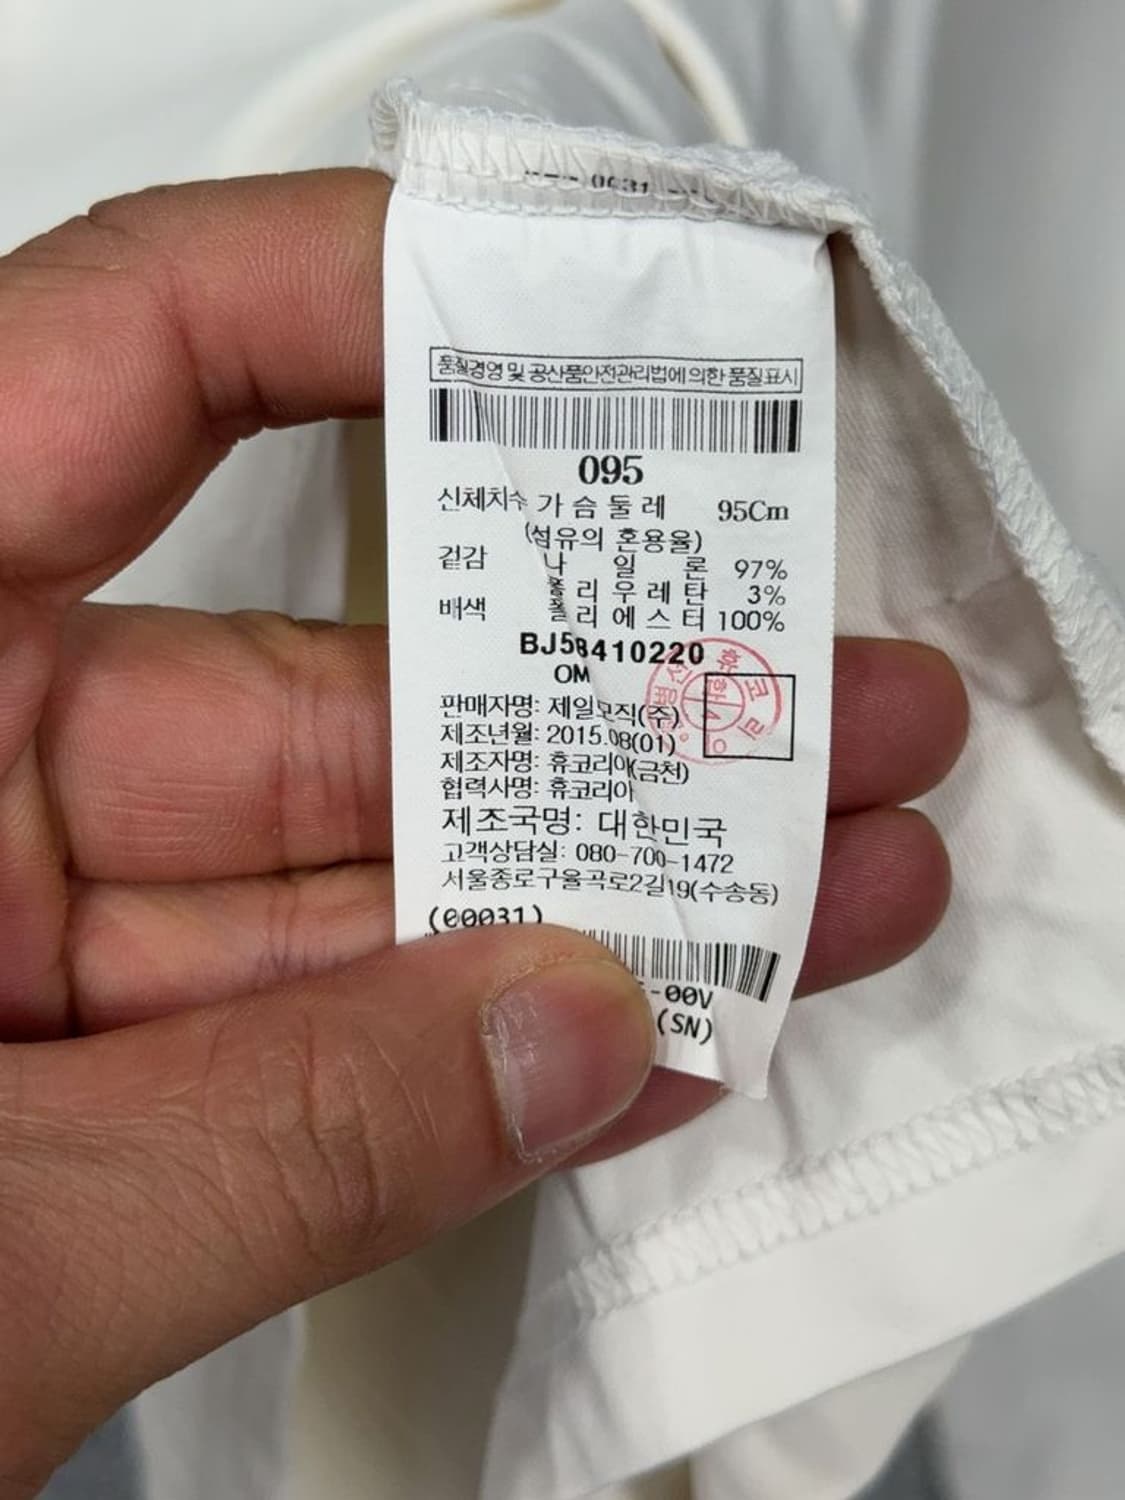 품질경영 및 공산품안전관리법에 의한 품질표시
095
신체치수 가슴둘레 95Cm
(섬유의 혼용율)
겉감 나일론 97%
폴리우레탄 3%
배색 폴리에스터 100%
BJ58410220
OM
판매자명: 제일모직(주)
제조년월: 2015.08(01)
제조자명: 휴코리아(금천)
협력사명: 휴코리아
제조국명: 대한민국
고객상담실: 080-700-1472
서울종로구율곡로2길19(수송동)
(00031)
-00V
(SN)